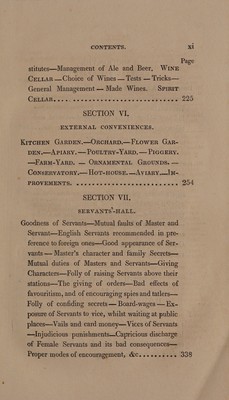 CONTENTS. xi
Page
stitutes—Management of Ale and Beer, WINE
CELLAR—Choice of Wines—Tests—Tricks—
General Management—Made Wines. SPIRIT
CELLAR.... ............................ 225
SECTION VI.
EXTERNAL CONVENIENCES.
KITCHEN GARDEN.—ORCHARD.—FLOWER GAR-
DEN.—APIARY.—POULTRY-YARD.—PIGGERY.
—FARM-YARD. — ORNAMENTAL GROUNDS. —
CONSERVATORY.—HOT-HOUSE.—AVIARY.—IM-
PROVEMENTS. .......................... 254
SECTION VII.
SERVANTS'-HALL.
Goodness of Servants—Mutual faults of Master and
Servant—English Servants recommended in pre-
ference to foreign ones—Good appearance of Ser-
vants—Master's character and family Secrets—
Mutual duties of Masters and Servants—Giving
Characters—Folly of raising Servants above their
stations—The giving of orders—Bad effects of
favouritism, and of encouraging spies and tatlers—
Folly of confiding secrets—Board-wages—Ex-
posure of Servants to vice, whilst waiting at public
places—Vails and card money—Vices of Servants
—Injudicious punishments—Capricious discharge
of Female Servants and its bad consequences—
Proper modes of encouragement, &c.......... 338